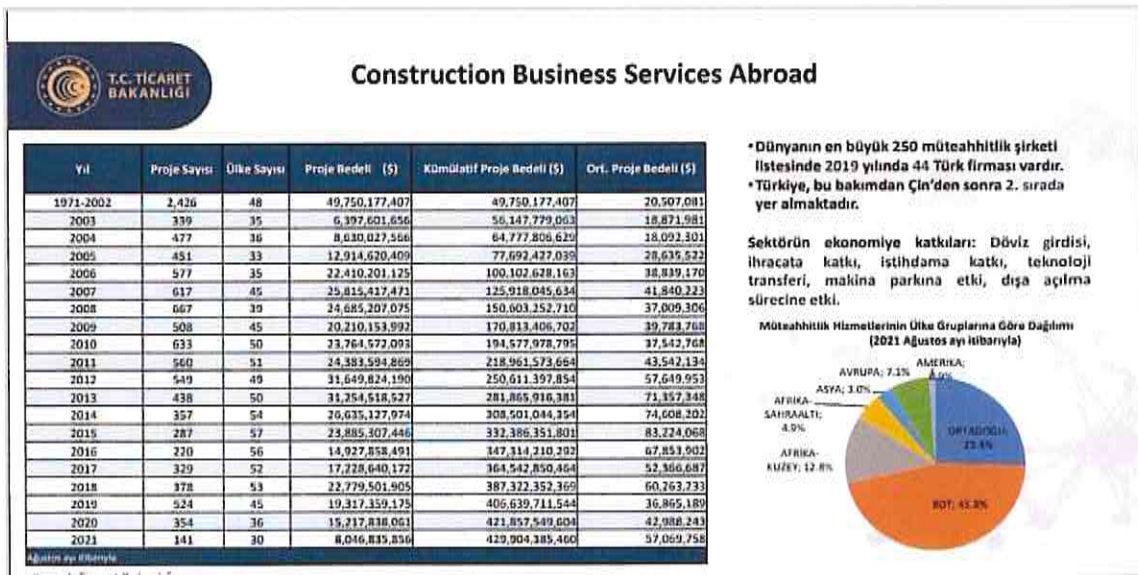 T.C. TİCARET
BAKANLIĞI
Construction Business Services Abroad
Yıl Proje Sayısı Ülke Sayısı Proje Bedeli ($) Kümülatif Proje Bedeli ($) Ort. Proje Bedeli ($)
1971-2002 2,426 48 49,750,177,407 49,750,177,407 20,507,081
2003 339 35 6,397,601,656 56,147,779,063 18,871,981
2004 477 36 8,630,027,566 64,777,806,629 18,092,301
2005 451 33 12,914,620,409 77,692,427,039 28,635,522
2006 577 35 22,410,201,125 100,102,628,163 38,839,170
2007 617 45 25,815,417,471 125,918,045,634 41,840,223
2008 667 39 24,685,207,075 150,603,252,710 37,009,306
2009 508 45 20,210,153,992 170,813,406,702 39,783,768
2010 633 50 23,764,572,093 194,577,978,795 37,542,768
2011 560 51 24,383,594,869 218,961,573,664 43,542,134
2012 549 49 31,649,824,190 250,611,397,854 57,649,953
2013 438 50 31,254,518,527 281,865,916,381 71,357,348
2014 357 54 26,635,127,974 308,501,044,354 74,608,202
2015 287 57 23,885,307,446 332,386,351,801 83,224,068
2016 220 56 14,927,858,491 347,314,210,292 67,853,902
2017 329 52 17,228,640,172 364,542,850,464 52,366,687
2018 378 53 22,779,501,905 387,322,352,369 60,263,233
2019 524 45 19,317,359,175 406,639,711,544 36,865,189
2020 354 36 15,217,838,061 421,857,549,604 42,988,243
2021 141 30 8,046,835,856 429,904,385,460 57,069,758
Ağustos ayı itibarıyla
•Dünyanın en büyük 250 müteahhitlik şirketi
listesinde 2019 yılında 44 Türk firması vardır.
•Türkiye, bu bakımdan Çin'den sonra 2. sırada
yer almaktadır.
Sektörün ekonomiye katkıları: Döviz girdisi,
ihracata katkı, istihdama katkı, teknoloji
transferi, makina parkına etki, dışa açılma
sürecine etki.
Müteahhitlik Hizmetlerinin Ülke Gruplarına Göre Dağılımı
(2021 Ağustos ayı itibarıyla)
AMERİKA;
AVRUPA; 7.1%
ASYA; 3.0%
AFRİKA-
SAHRAALTI;
4.9%
AFRİKA-
KUZEY; 12.8%
ORTADOĞU;
BDT;